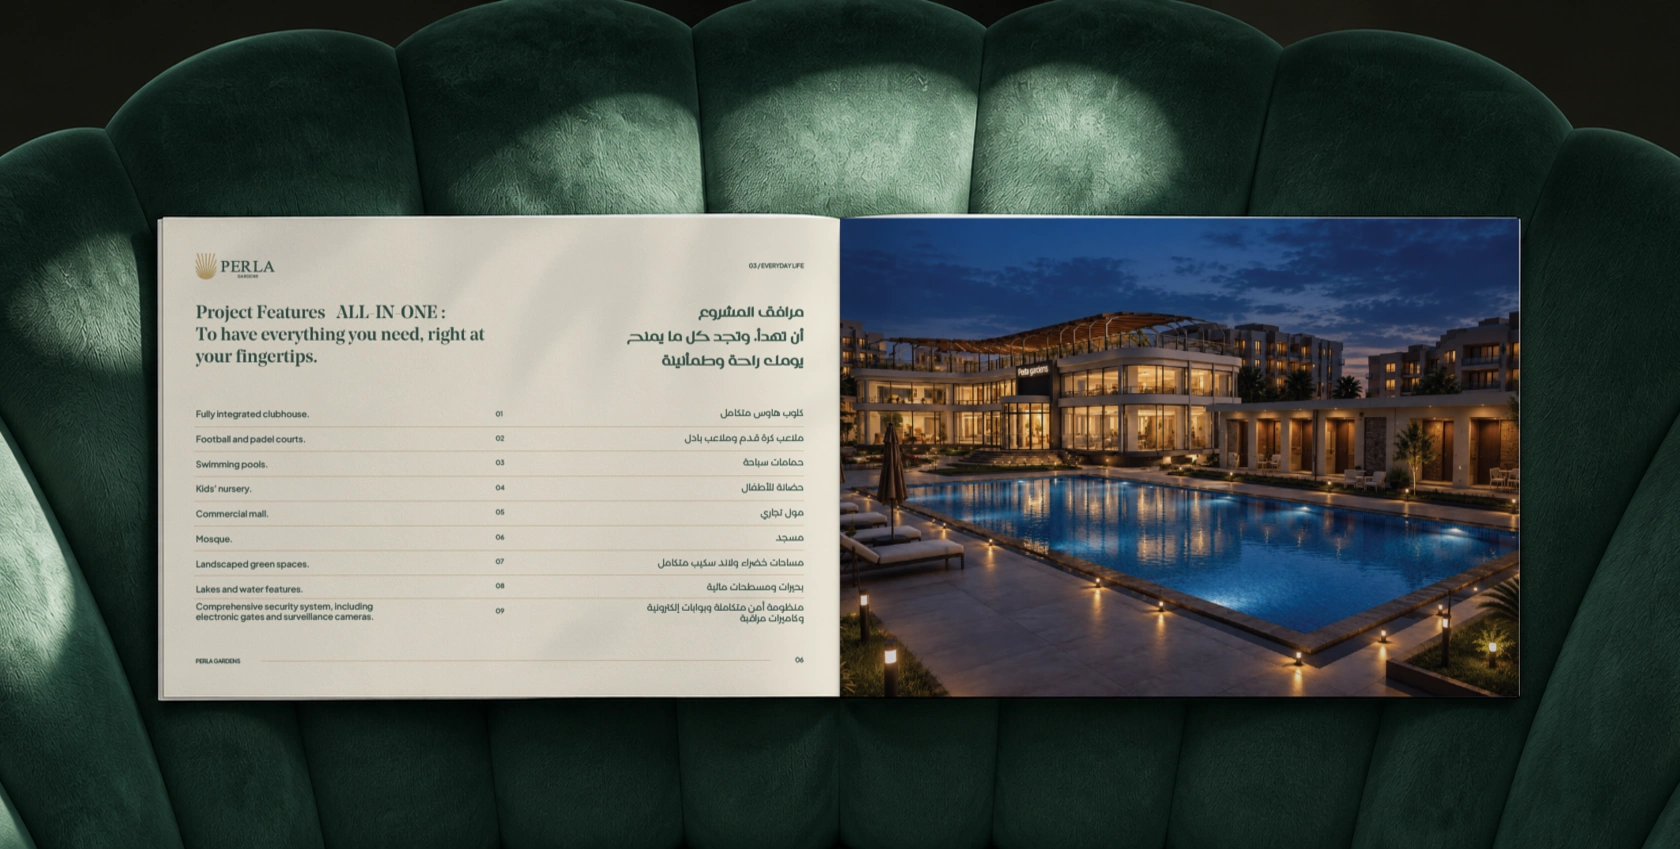 PERLA
GARDENS
03 / EVERYDAY LIFE
Project Features ALL-IN-ONE :
To have everything you need, right at
your fingertips.
مرافق المشروع
أن تهدأ، وتجد كل ما يمنح
يومك راحة وطمأنينة
Fully integrated clubhouse. 01 كلوب هاوس متكامل
Football and padel courts. 02 ملاعب كرة قدم وملاعب بادل
Swimming pools. 03 حمامات سباحة
Kids' nursery. 04 حضانة للأطفال
Commercial mall. 05 مول تجاري
Mosque. 06 مسجد
Landscaped green spaces. 07 مساحات خضراء ولاند سكيب متكامل
Lakes and water features. 08 بحيرات ومسطحات مائية
Comprehensive security system, including
electronic gates and surveillance cameras.
09
منظومة أمن متكاملة وبوابات إلكترونية
وكاميرات مراقبة
PERLA GARDENS 06
Perla gardens